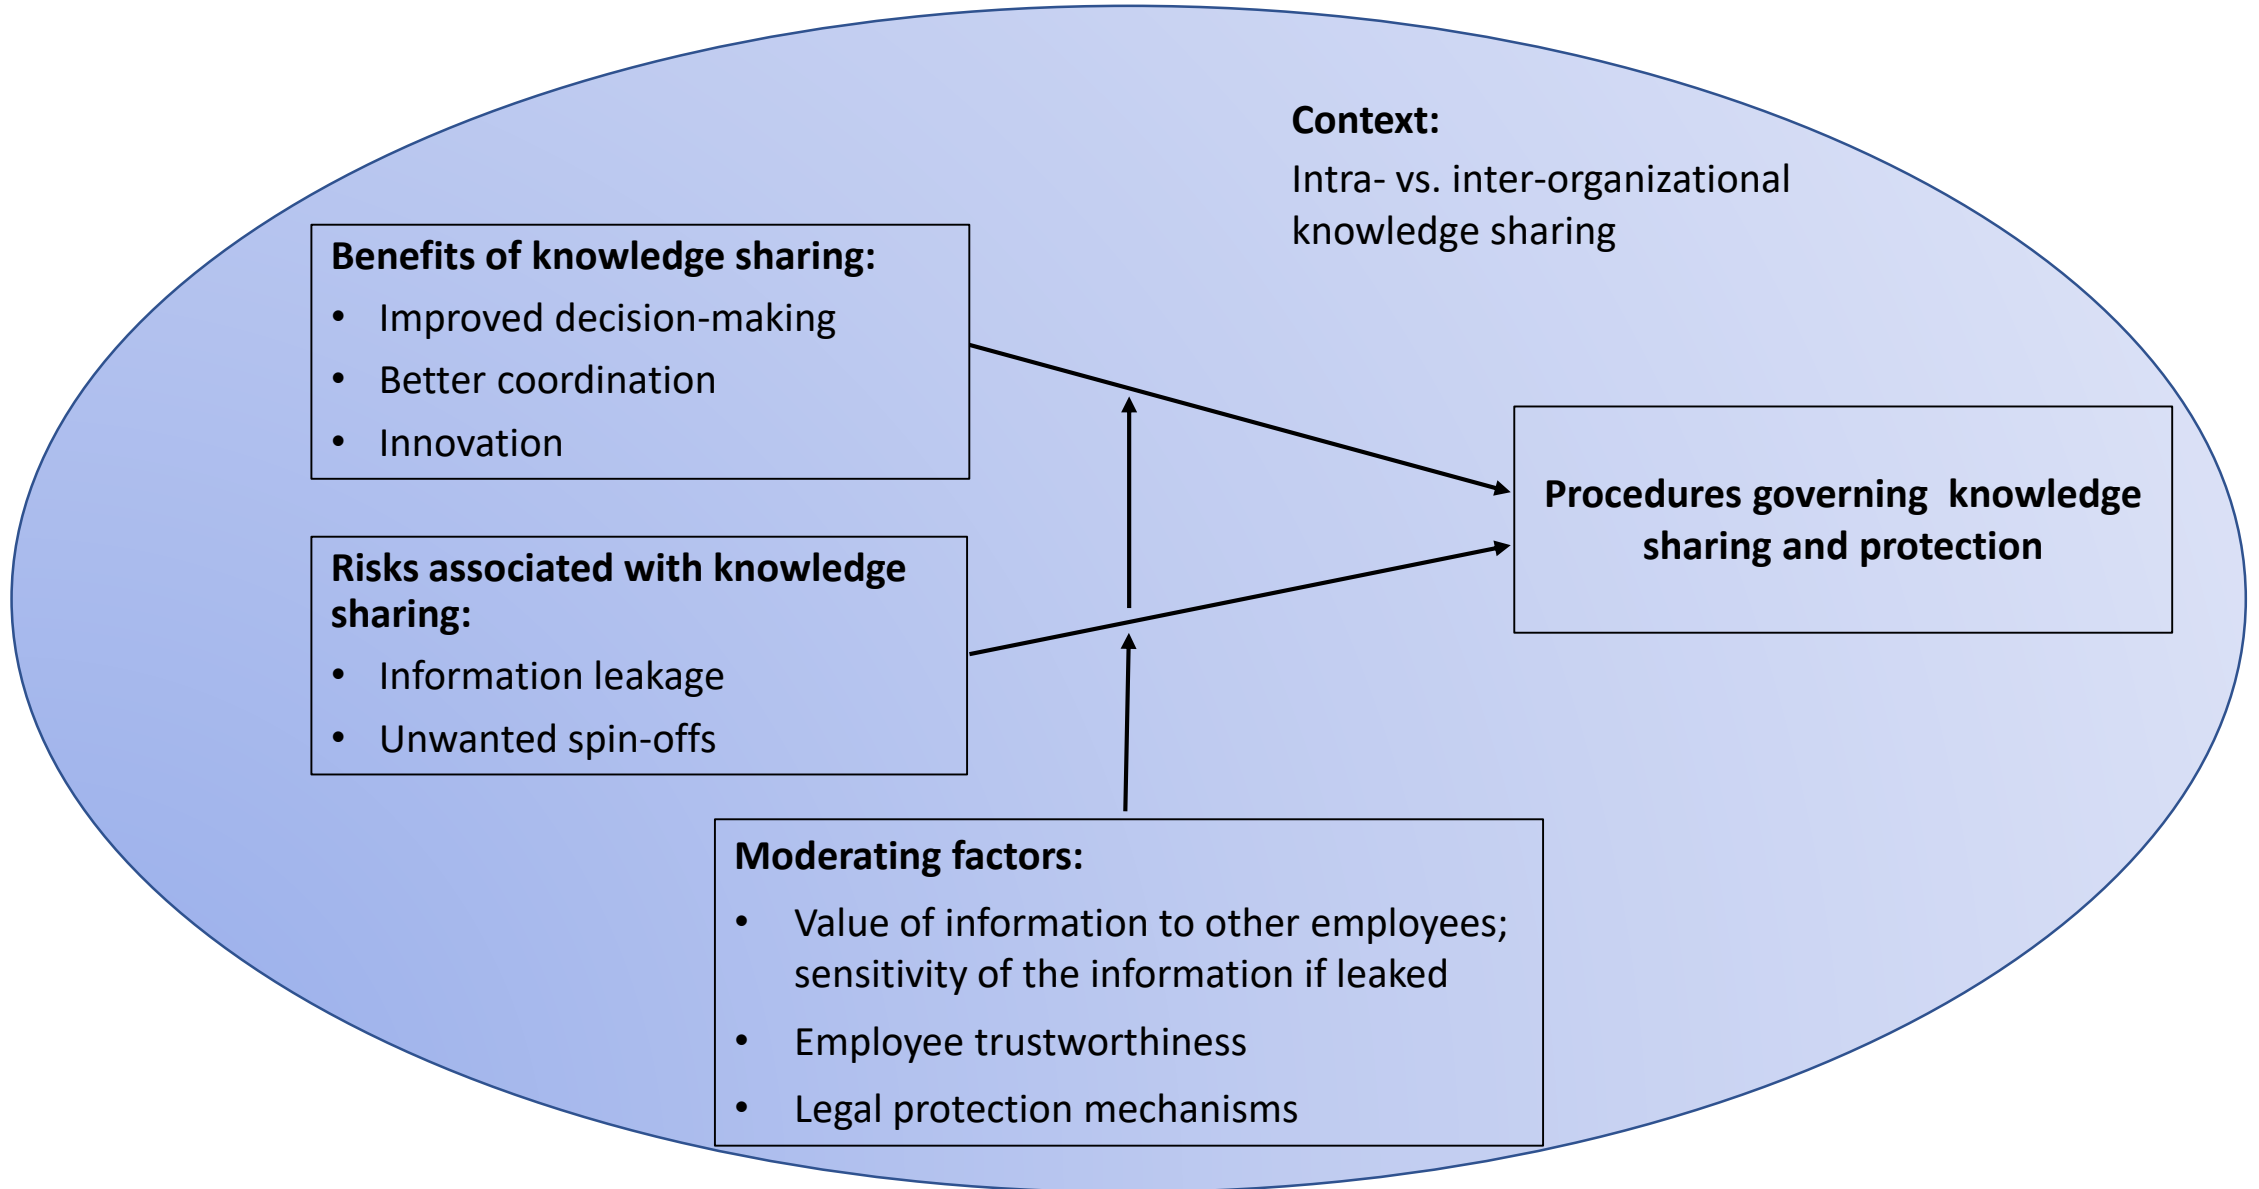 Context:
Intra- vs. inter-organizational
knowledge sharing
Benefits of knowledge sharing:
• Improved decision-making
• Better coordination
• Innovation
Procedures governing  knowledge
sharing and protection
Risks associated with knowledge
sharing:
• Information leakage
• Unwanted spin-offs
Moderating factors:
• Value of information to other employees;
sensitivity of the information if leaked
• Employee trustworthiness
• Legal protection mechanisms